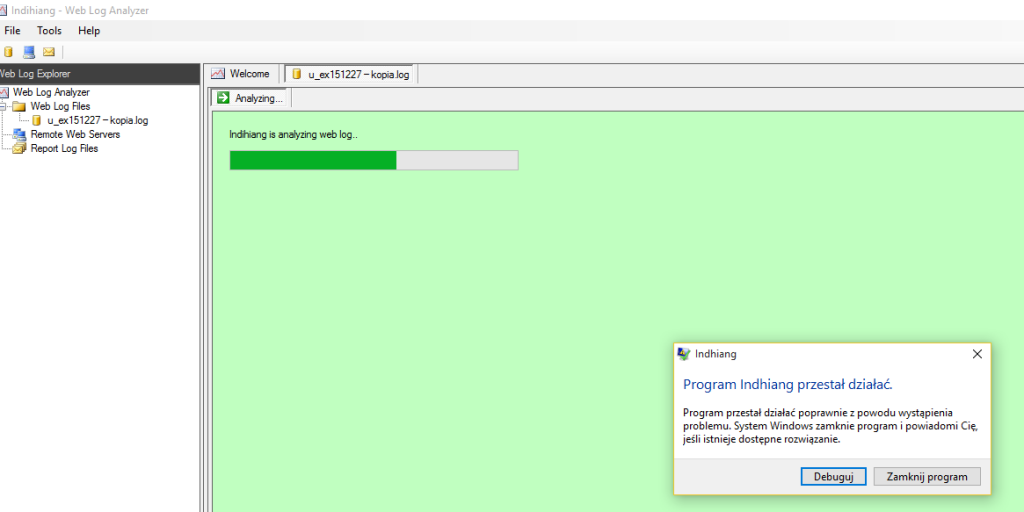 Indihiang - Web Log Analyzer
File Tools Help
Web Log Explorer
Web Log Analyzer
Web Log Files
u_ex151227 – kopia.log
Remote Web Servers
Report Log Files
Welcome u_ex151227 – kopia.log
Analyzing...
Indihiang is analyzing web log..
Indhiang
Program Indhiang przestał działać.
Program przestał działać poprawnie z powodu wystąpienia
problemu. System Windows zamknie program i powiadomi Cię,
jeśli istnieje dostępne rozwiązanie.
Debuguj Zamknij program